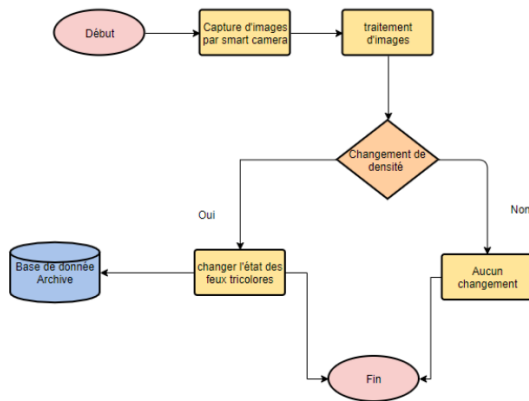 Début
Capture d'images
par smart camera
traitement
d'images
Changement de
densité
Oui
Non
Base de donnée
Archive
changer l'état des
feux tricolores
Aucun
changement
Fin